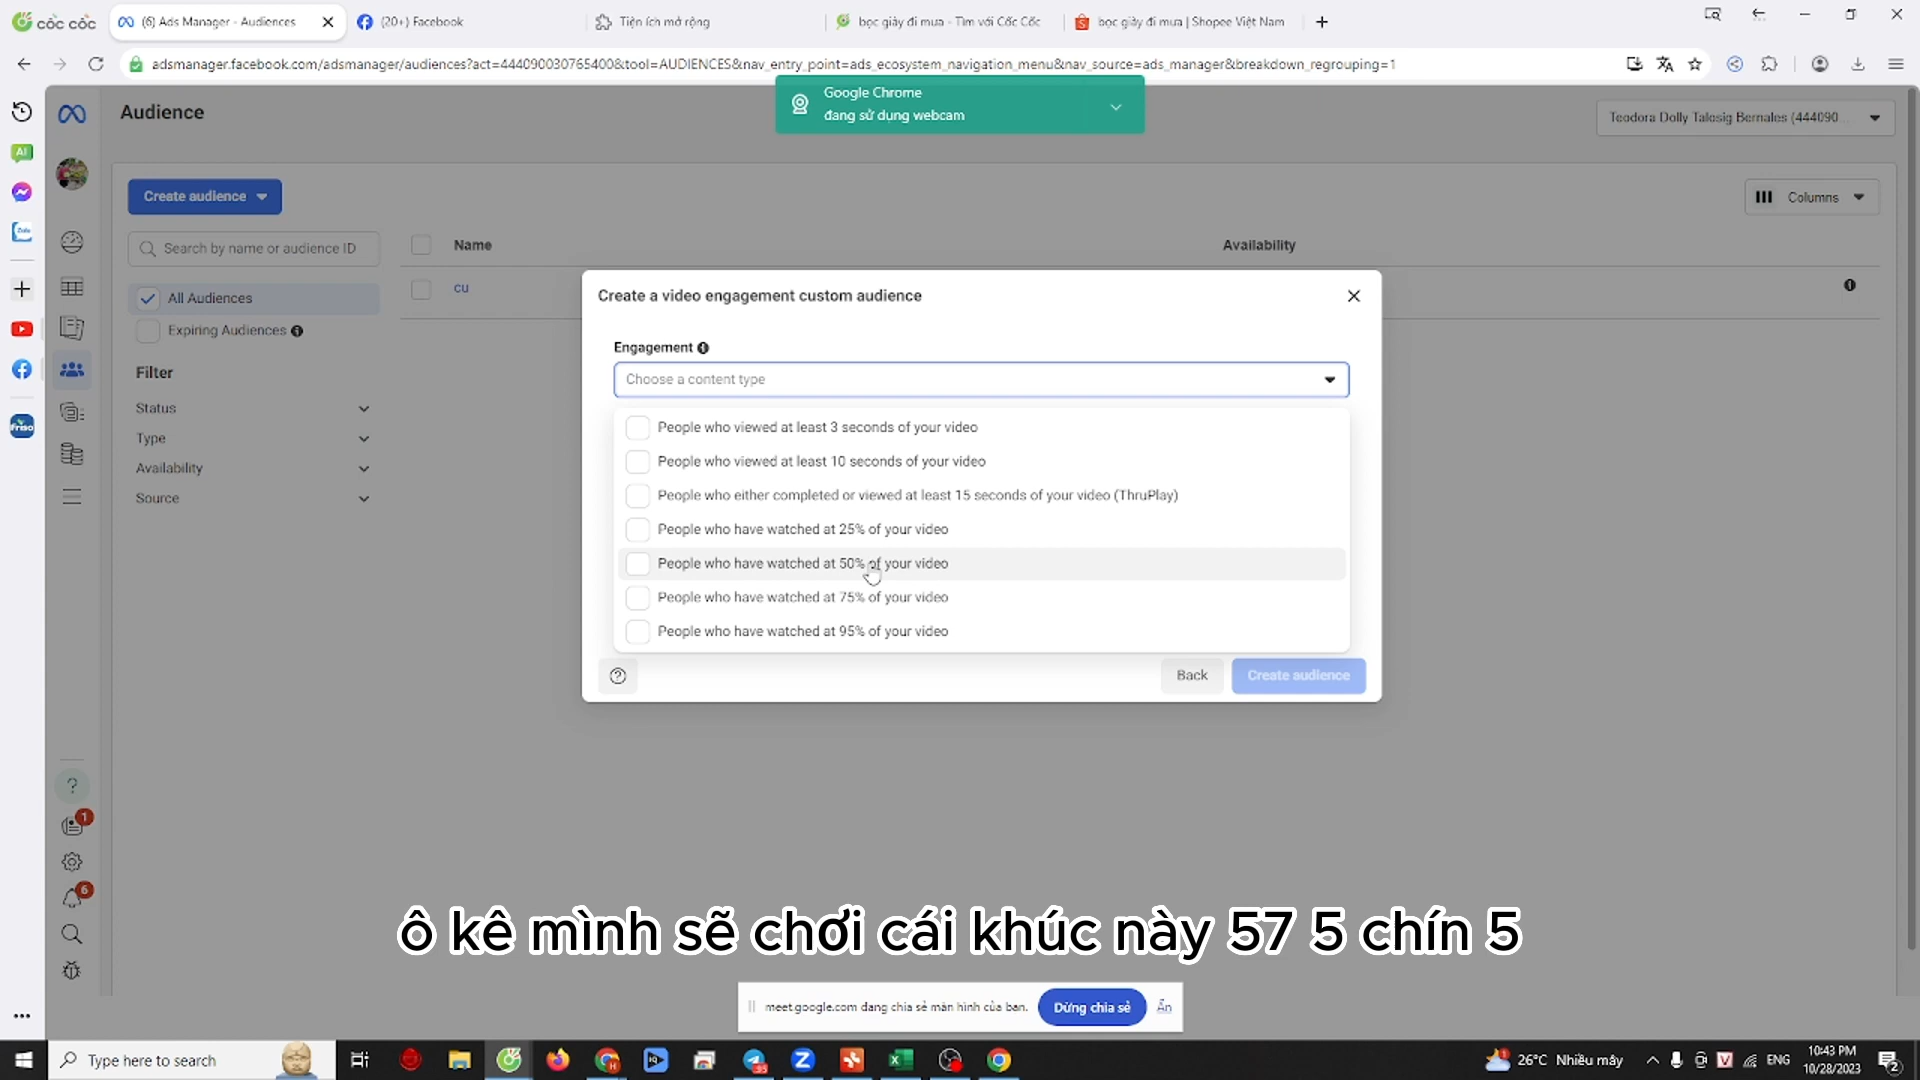 cốc cốc
(6) Ads Manager - Audiences
(20+) Facebook
Tiện ích mở rộng
bọc giày đi mưa - Tìm với Cốc Cốc
bọc giày đi mưa | Shopee Việt Nam
adsmanager.facebook.com/adsmanager/audiences?act=444090030765400&tool=AUDIENCES&nav_entry_point=ads_ecosystem_navigation_menu&nav_source=ads_manager&breakdown_regrouping=1
Google Chrome
đang sử dụng webcam
Audience
Teodora Dolly Talosig Bernales (444090...
Create audience
Columns
Search by name or audience ID
Name
Availability
All Audiences
cu
Expiring Audiences
Filter
Status
Type
Availability
Source
AI
Zalo
Friso
Create a video engagement custom audience
Engagement
Choose a content type
People who viewed at least 3 seconds of your video
People who viewed at least 10 seconds of your video
People who either completed or viewed at least 15 seconds of your video (ThruPlay)
People who have watched at 25% of your video
People who have watched at 50% of your video
People who have watched at 75% of your video
People who have watched at 95% of your video
Back
Create audience
1
6
ô kê mình sẽ chơi cái khúc này 57 5 chín 5
meet.google.com đang chia sẻ màn hình của bạn.
Dừng chia sẻ
Ẩn
Type here to search
26°C Nhiều mây
ENG
10:43 PM
10/28/2023
2